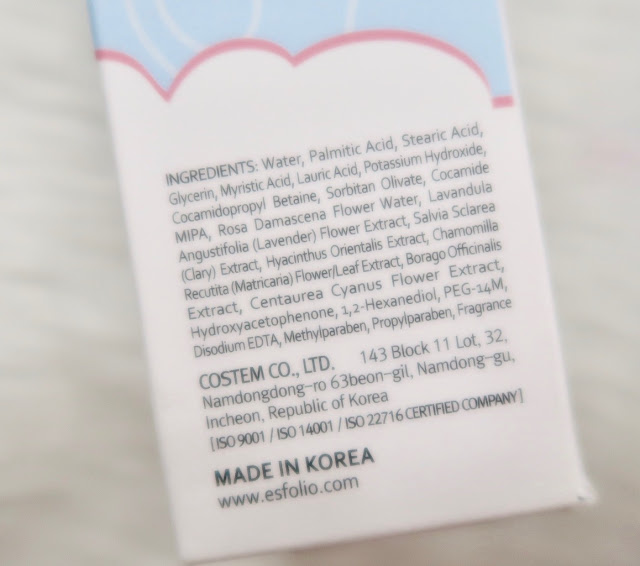 INGREDIENTS: Water, Palmitic Acid, Stearic Acid,
Glycerin, Myristic Acid, Lauric Acid, Potassium Hydroxide,
Cocamidopropyl Betaine, Sorbitan Olivate, Cocamide
MIPA, Rosa Damascena Flower Water, Lavandula
Angustifolia (Lavender) Flower Extract, Salvia Sclarea
(Clary) Extract, Hyacinthus Orientalis Extract, Chamomilla
Recutita (Matricaria) Flower/Leaf Extract, Borago Officinalis
Extract, Centaurea Cyanus Flower Extract,
Hydroxyacetophenone, 1,2-Hexanediol, PEG-14M,
Disodium EDTA, Methylparaben, Propylparaben, Fragrance
COSTEM CO., LTD. 143 Block 11 Lot, 32,
Namdongdong-ro 63beon-gil, Namdong-gu,
Incheon, Republic of Korea
[ISO 9001 / ISO 14001 / ISO 22716 CERTIFIED COMPANY]
MADE IN KOREA
www.esfolio.com